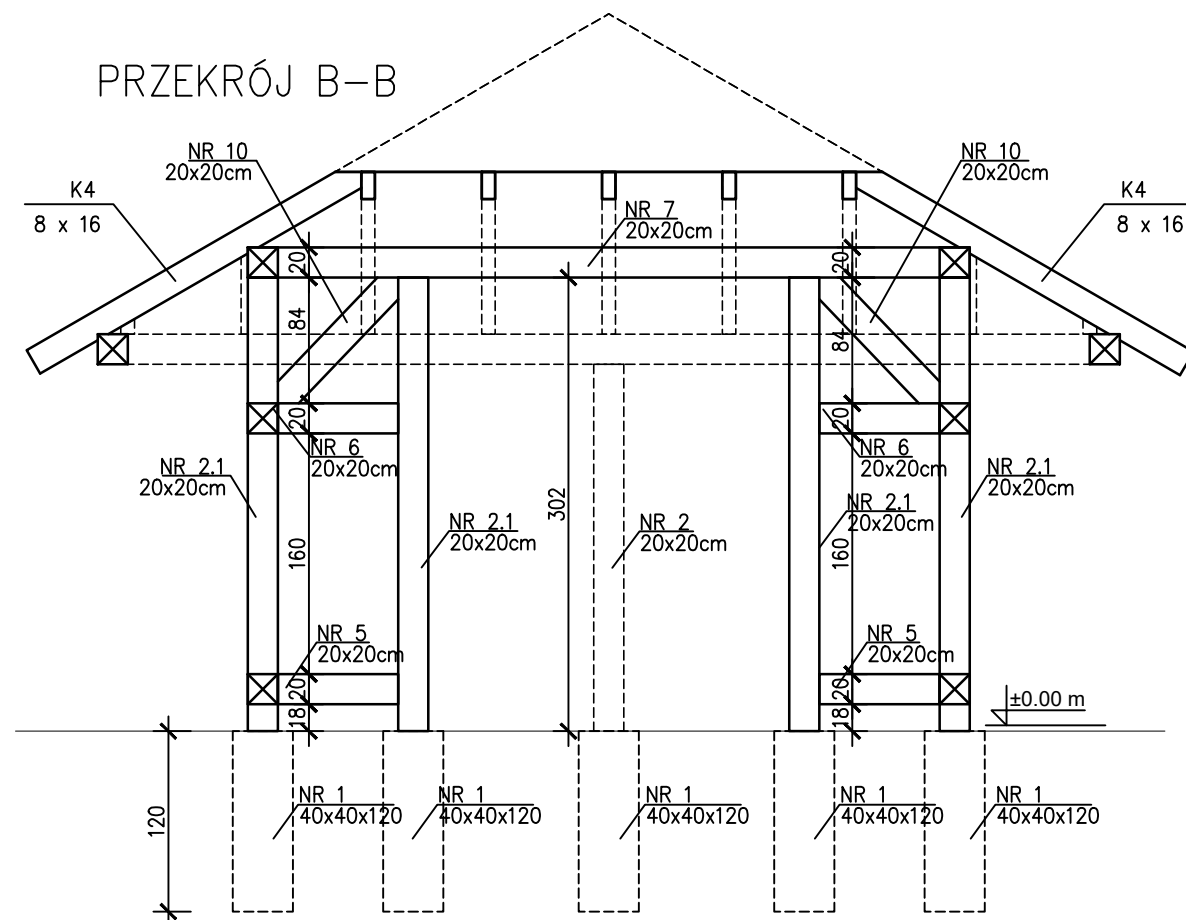 PRZEKRÓJ B-B
NR 10
20x20cm
NR 10
20x20cm
K4
8 x 16
K4
8 x 16
NR 7
20x20cm
20
20
84
84
20
20
NR 6
20x20cm
NR 6
20x20cm
NR 2.1
20x20cm
NR 2.1
20x20cm
302
NR 2.1
20x20cm
NR 2.1
20x20cm
NR 2
20x20cm
160
160
NR 5
20x20cm
NR 5
20x20cm
20
20
18
18
±0.00 m
120
NR 1
40x40x120
NR 1
40x40x120
NR 1
40x40x120
NR 1
40x40x120
NR 1
40x40x120